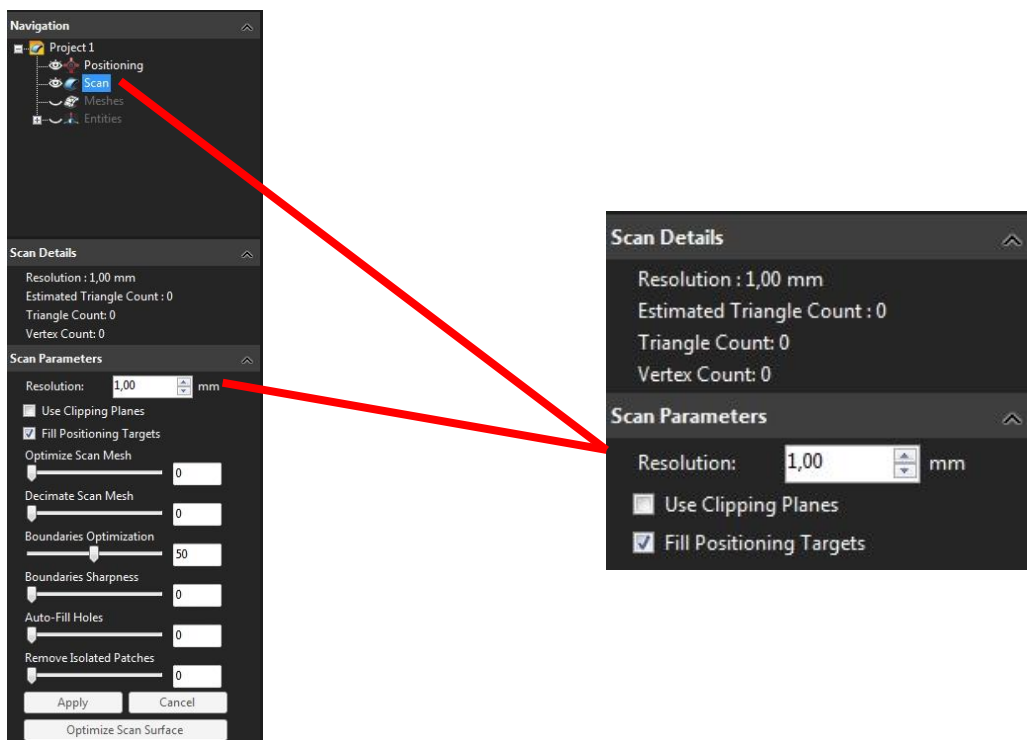 Navigation
Project 1
Positioning
Scan
Meshes
Entities
Scan Details
Resolution : 1,00 mm
Estimated Triangle Count : 0
Triangle Count: 0
Vertex Count: 0
Scan Parameters
Resolution: 1,00 mm
Use Clipping Planes
Fill Positioning Targets
Optimize Scan Mesh
0
Decimate Scan Mesh
0
Boundaries Optimization
50
Boundaries Sharpness
0
Auto-Fill Holes
0
Remove Isolated Patches
0
Apply Cancel
Optimize Scan Surface
Scan Details
Resolution : 1,00 mm
Estimated Triangle Count : 0
Triangle Count: 0
Vertex Count: 0
Scan Parameters
Resolution: 1,00 mm
Use Clipping Planes
Fill Positioning Targets